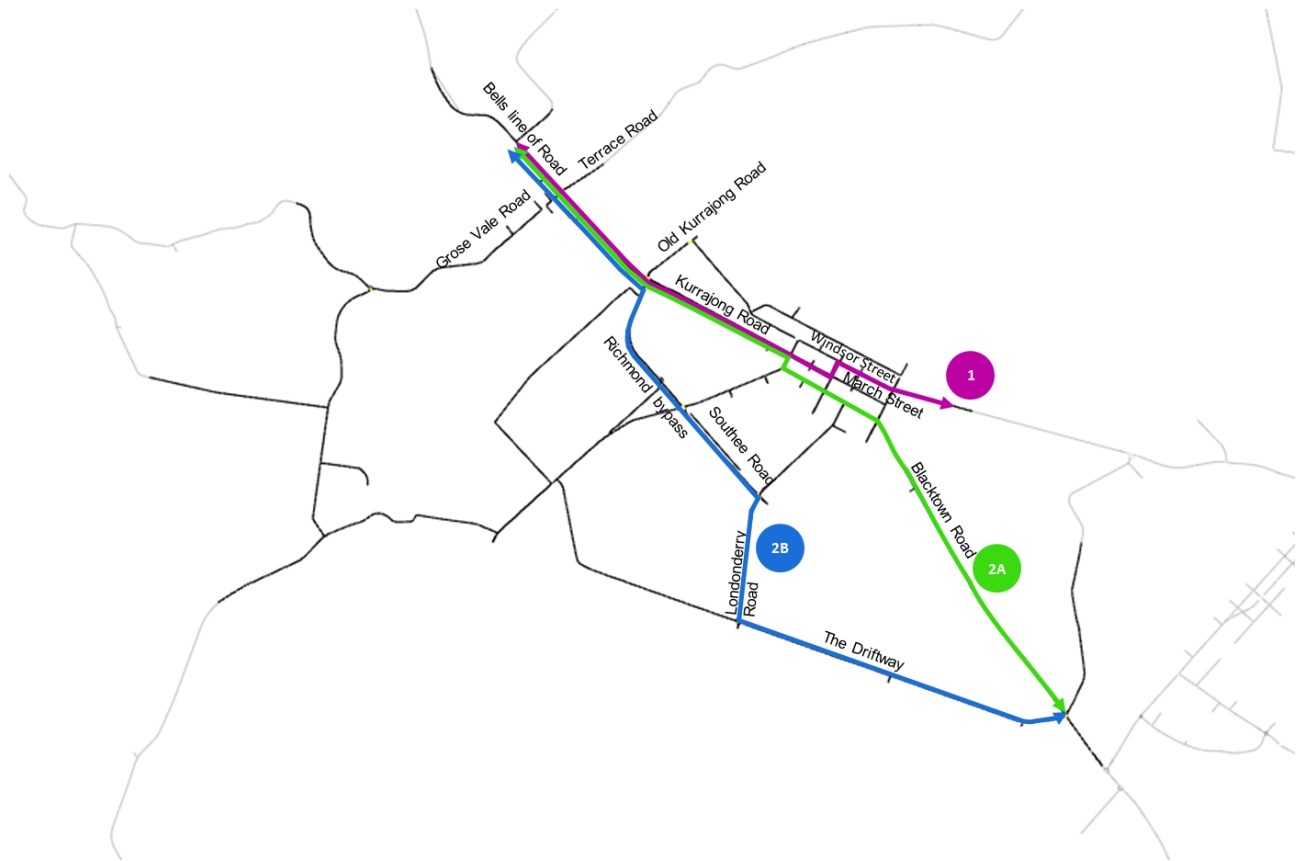 Bells line of Road
Terrace Road
Grose Vale Road
Old Kurrajong Road
Kurrajong Road
Windsor Street
March Street
1
Richmond bypass
Southee Road
Blacktown Road
2A
2B
Londonderry
Road
The Driftway